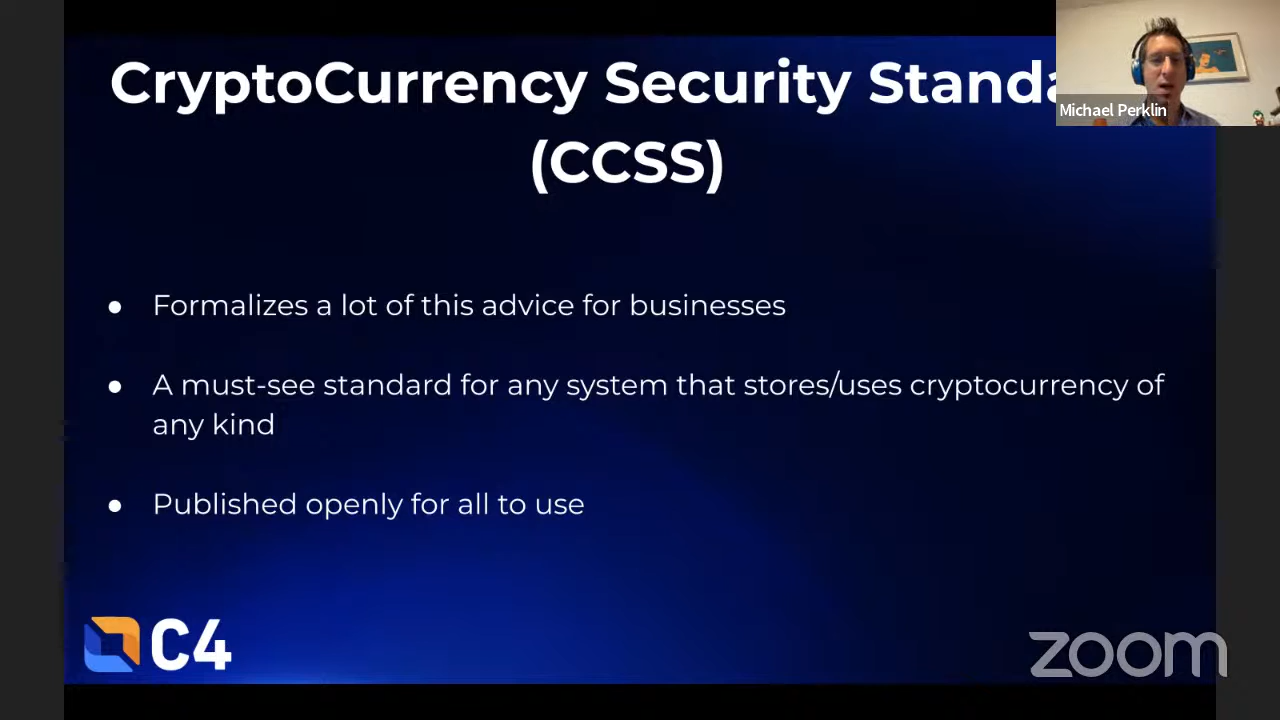 CryptoCurrency Security Standa
(CCSS)
Michael Perklin
● Formalizes a lot of this advice for businesses
● A must-see standard for any system that stores/uses cryptocurrency of
any kind
● Published openly for all to use
C4
zoom